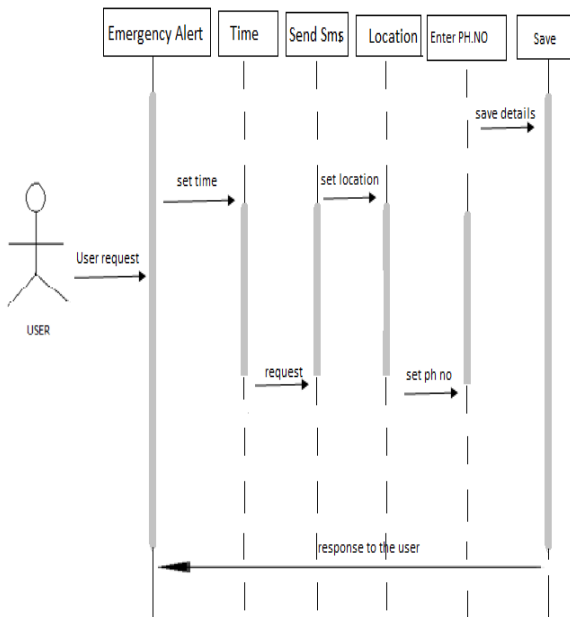 Emergency Alert
Time
Send Sms
Location
Enter PH.NO
Save
save details
set time
set location
User request
USER
request
set ph no
response to the user